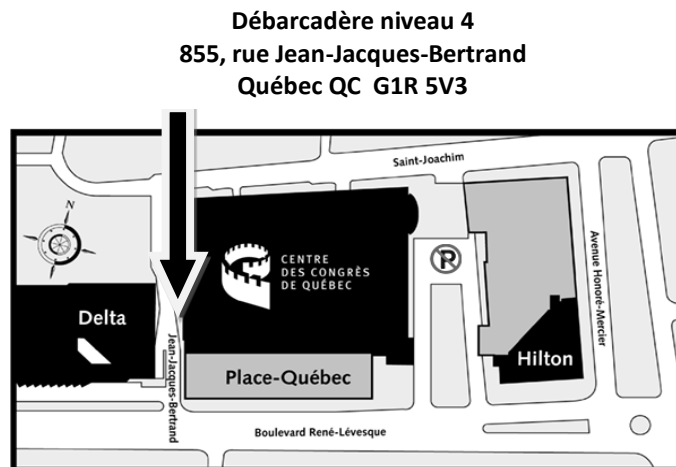 Débarcadère niveau 4
855, rue Jean-Jacques-Bertrand
Québec QC G1R 5V3
Saint-Joachim
N
CENTRE
DES CONGRÈS
DE QUÉBEC
P
Avenue Honoré-Mercier
Delta
Jean-Jacques-Bertrand
Place-Québec
Hilton
Boulevard René-Lévesque